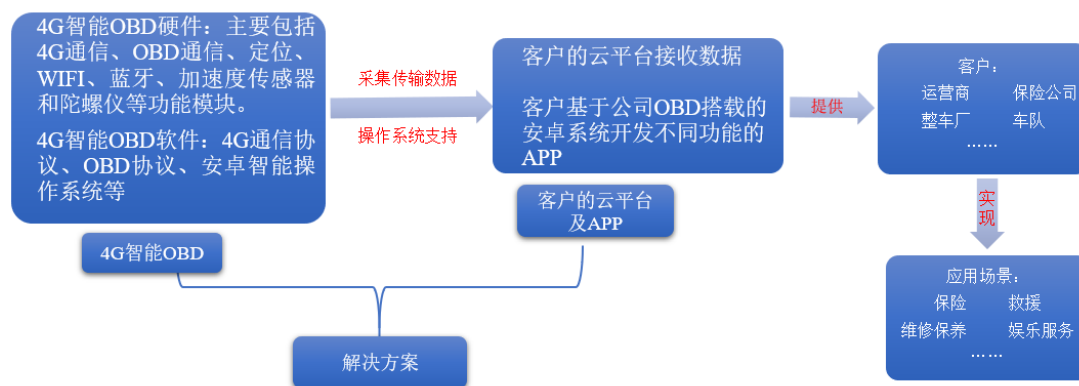 4G智能OBD硬件：主要包括
4G通信、OBD通信、定位、
WIFI、蓝牙、加速度传感器
和陀螺仪等功能模块。
4G智能OBD软件：4G通信协
议、OBD协议、安卓智能操
作系统等
采集传输数据
操作系统支持
客户的云平台接收数据
客户基于公司OBD搭载的
安卓系统开发不同功能的
APP
提供
客户：
运营商 保险公司
整车厂 车队
……
实现
应用场景：
保险 救援
维修保养 娱乐服务
……
4G智能OBD
客户的云平台
及APP
解决方案